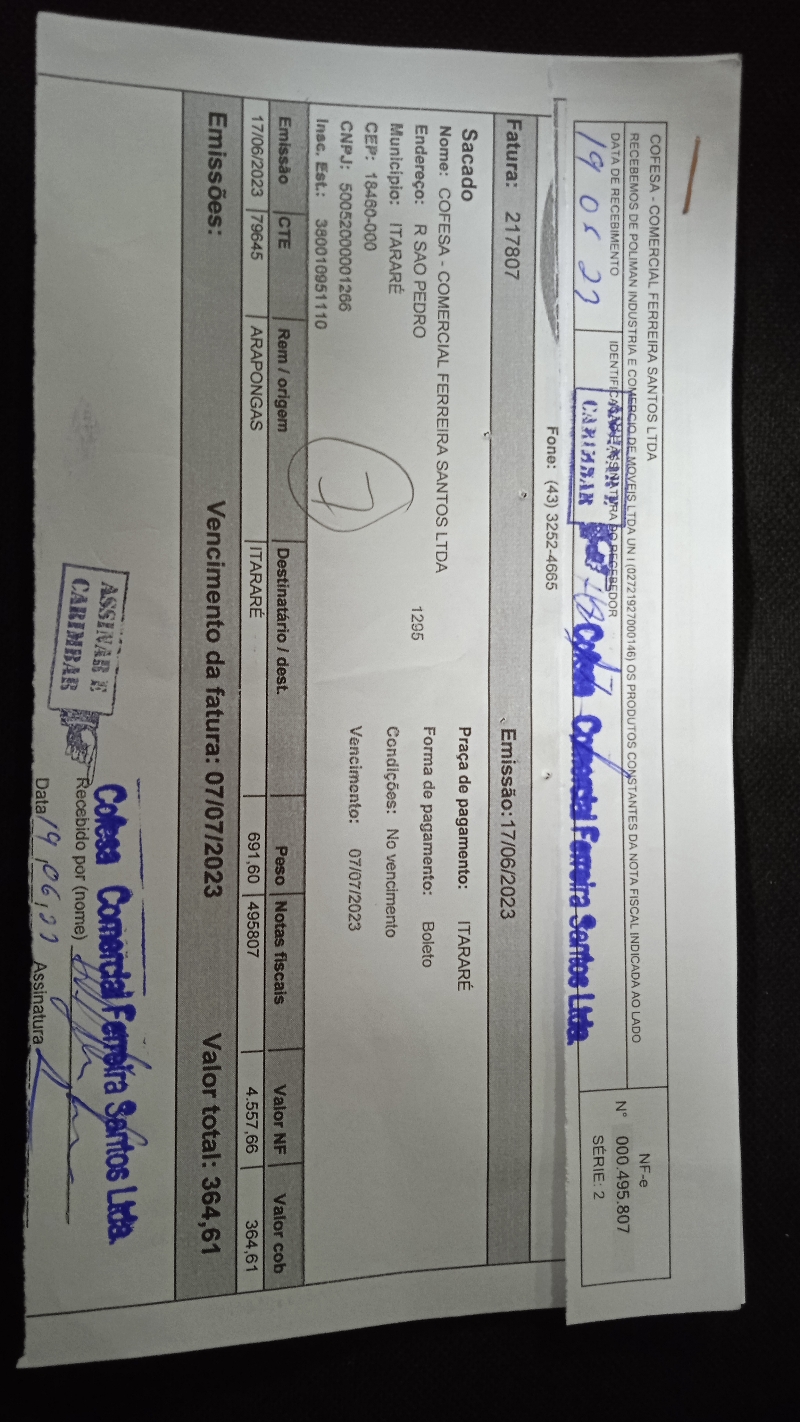 COFESA - COMERCIAL FERREIRA SANTOS LTDA
RECEBEMOS DE POLIMAN INDUSTRIA E COMERCIO DE MOVEIS LTDA UN I (02721927000146) OS PRODUTOS CONSTANTES DA NOTA FISCAL INDICADA AO LADO
DATA DE RECEBIMENTO
19 06 23
IDENTIFICAÇÃO E ASSINATURA DO RECEBEDOR
ASSINAR E
CARIMBAR
Cofesa Comercial Ferreira Santos Ltda.
NF-e
N° 000.495.807
SÉRIE: 2
Fone: (43) 3252-4665
Fatura: 217807 Emissão:17/06/2023
Sacado
Nome: COFESA - COMERCIAL FERREIRA SANTOS LTDA
Endereço: R SAO PEDRO 1295
Municipio: ITARARÉ
CEP: 18460-000
CNPJ: 50052000001266
Insc. Est.: 380010951110
Praça de pagamento: ITARARÉ
Forma de pagamento: Boleto
Condições: No vencimento
Vencimento: 07/07/2023
7
Emissão CTE Rem / origem Destinatário / dest. Peso Notas fiscais Valor NF Valor cob
17/06/2023 79645 ARAPONGAS ITARARÉ 691,60 495807 4.557,66 364,61
Emissões: Vencimento da fatura: 07/07/2023 Valor total: 364,61
ASSINAR E
CARIMBAR
Cofesa Comercial Ferreira Santos Ltda.
Recebido por (nome)
Data 19,06,23 Assinatura